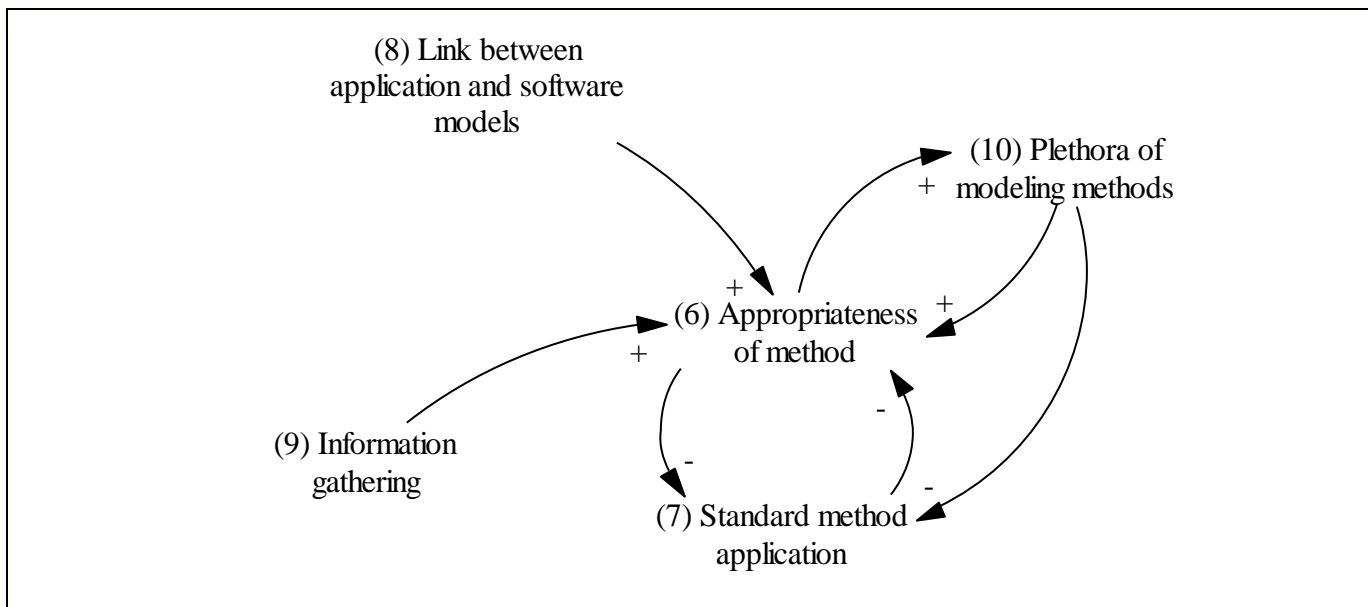 (8) Link between
application and software
models
(10) Plethora of
modeling methods
+
+
(6) Appropriateness
of method
+
+
(9) Information
gathering
-
-
-
(7) Standard method
application